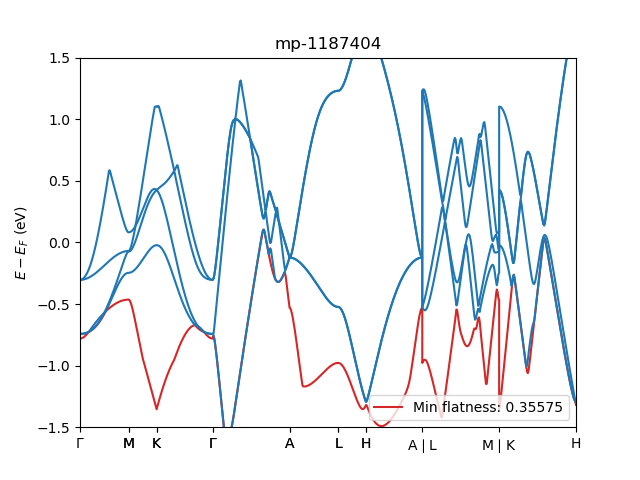 mp-1187404
E − E_F (eV)
1.5
1.0
0.5
0.0
−0.5
−1.0
−1.5
Min flatness: 0.35575
Γ M K Γ A L H A | L M | K H